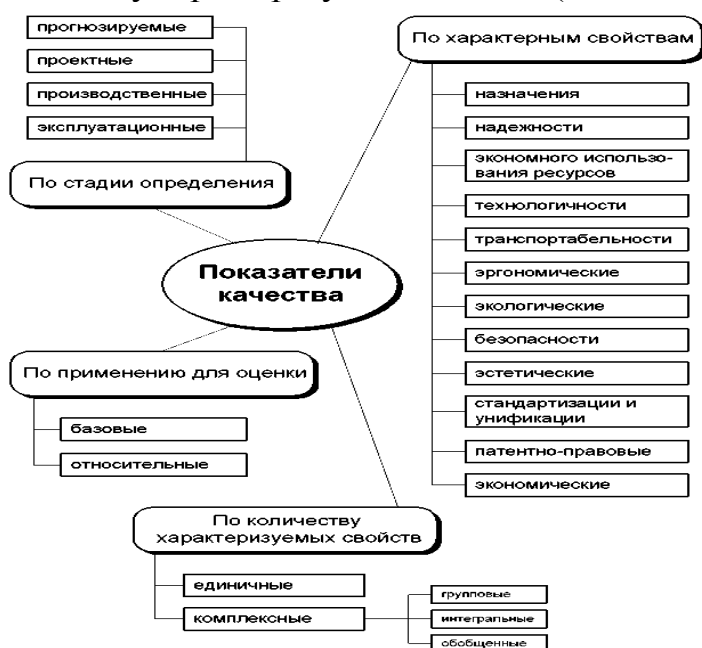 прогнозируемые
проектные
производственные
эксплуатационные
По стадии определения
По характерным свойствам
назначения
надежности
экономного использо-
вания ресурсов
технологичности
транспортабельности
эргономические
экологические
безопасности
эстетические
стандартизации и
унификации
патентно-правовые
экономические
Показатели
качества
По применению для оценки
базовые
относительные
По количеству
характеризуемых свойств
единичные
комплексные
групповые
интегральные
обобщенные